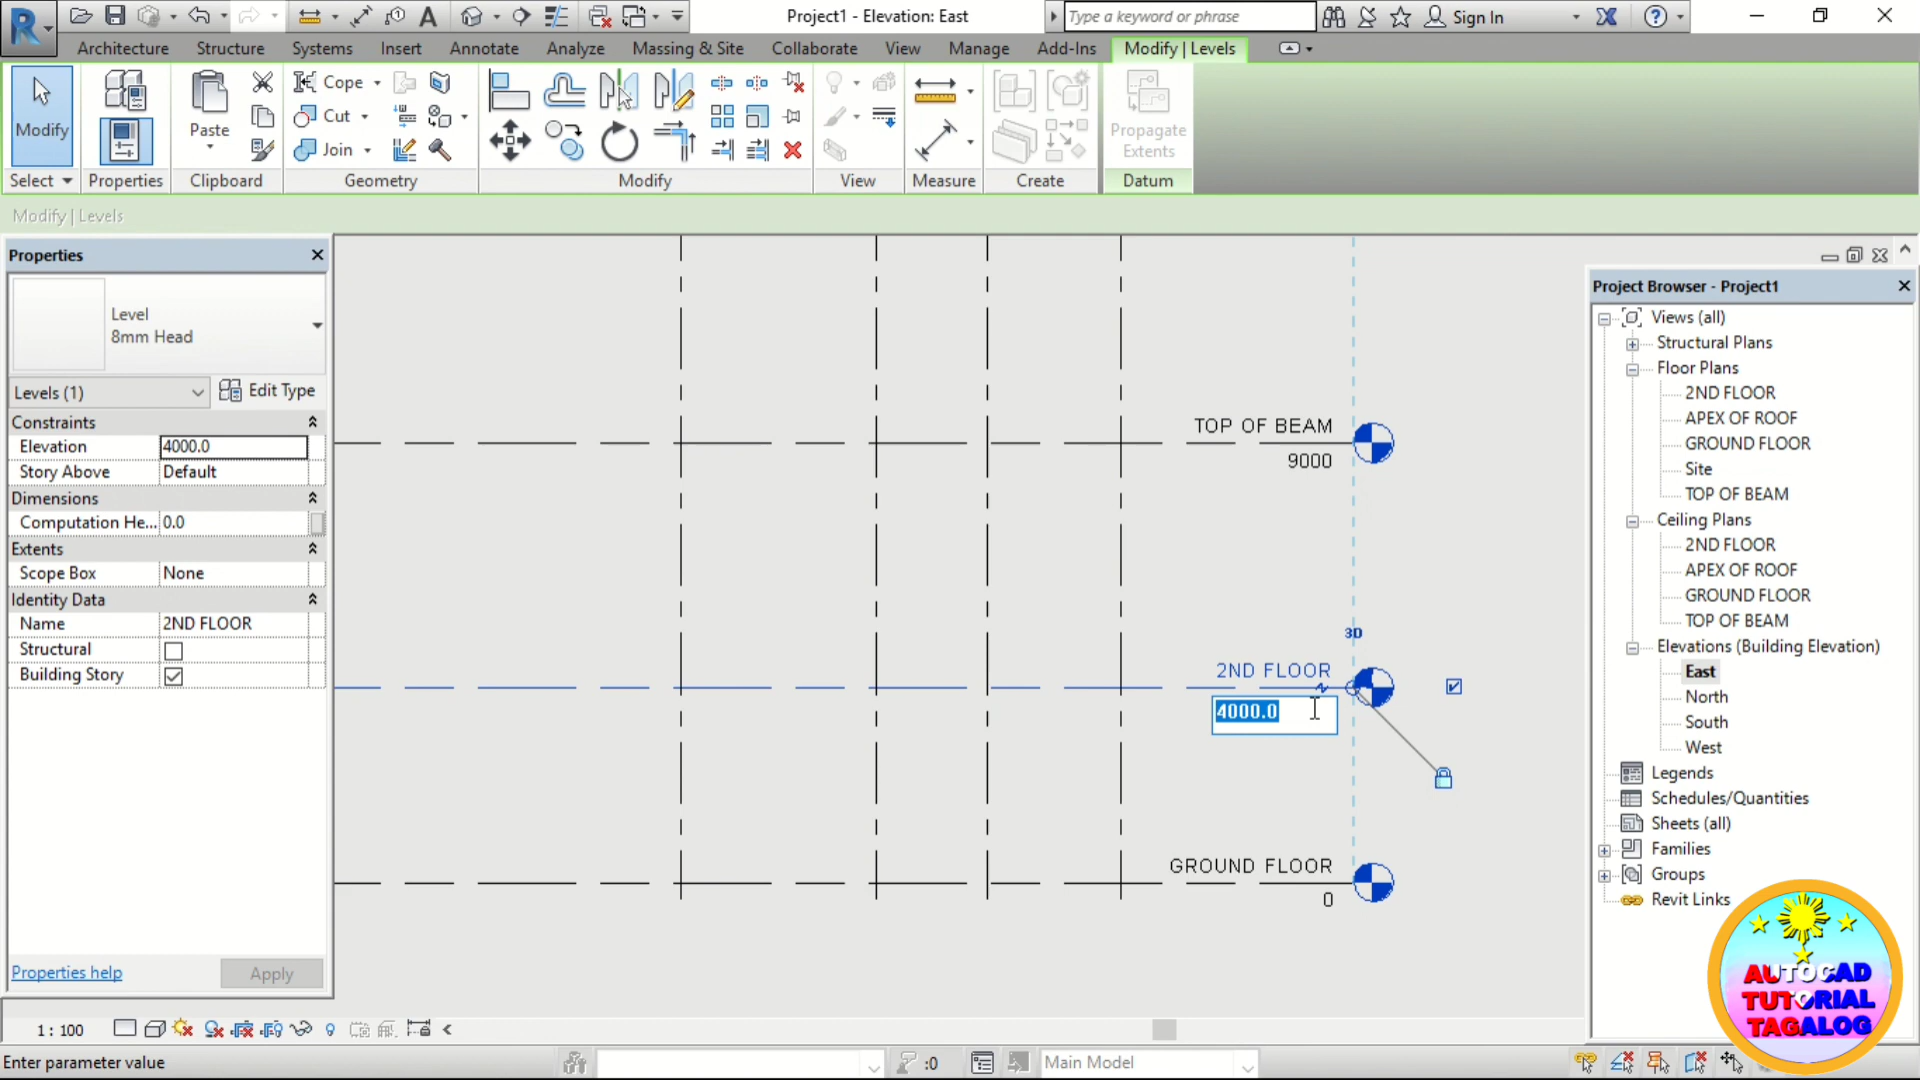 Project1 - Elevation: East
Type a keyword or phrase
Sign In
Architecture
Structure
Systems
Insert
Annotate
Analyze
Massing & Site
Collaborate
View
Manage
Add-Ins
Modify | Levels
Modify
Paste
Cope
Cut
Join
Propagate
Extents
Select
Properties
Clipboard
Geometry
Modify
View
Measure
Create
Datum
Modify | Levels
Properties
Level
8mm Head
Levels (1)
Edit Type
Constraints
Elevation
4000.0
Story Above
Default
Dimensions
Computation He...
0.0
Extents
Scope Box
None
Identity Data
Name
2ND FLOOR
Structural
Building Story
Properties help
Apply
TOP OF BEAM
9000
3D
2ND FLOOR
4000.0
GROUND FLOOR
0
Project Browser - Project1
Views (all)
Structural Plans
Floor Plans
2ND FLOOR
APEX OF ROOF
GROUND FLOOR
Site
TOP OF BEAM
Ceiling Plans
2ND FLOOR
APEX OF ROOF
GROUND FLOOR
TOP OF BEAM
Elevations (Building Elevation)
East
North
South
West
Legends
Schedules/Quantities
Sheets (all)
Families
Groups
Revit Links
AUTOCAD
TUTORIAL
TAGALOG
1 : 100
Enter parameter value
:0
Main Model